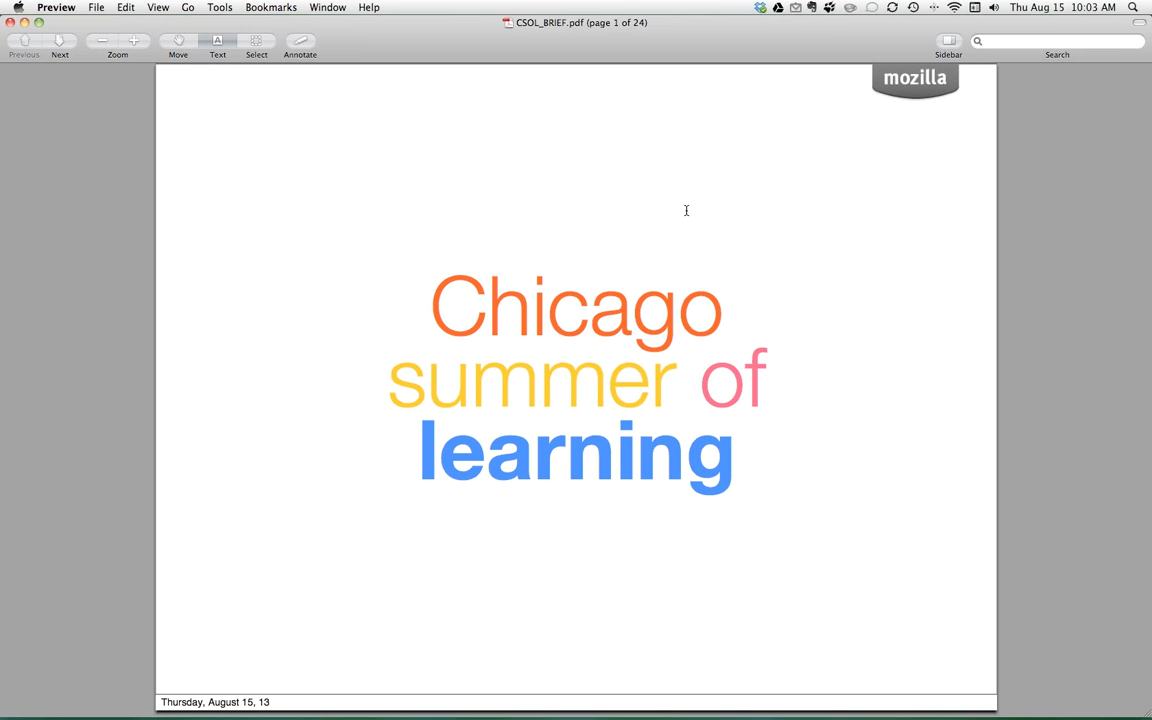 Preview File Edit View Go Tools Bookmarks Window Help Thu Aug 15 10:03 AM
CSOL_BRIEF.pdf (page 1 of 24)
Previous Next Zoom Move Text Select Annotate Sidebar Search
mozilla
Chicago
summer of
learning
Thursday, August 15, 13